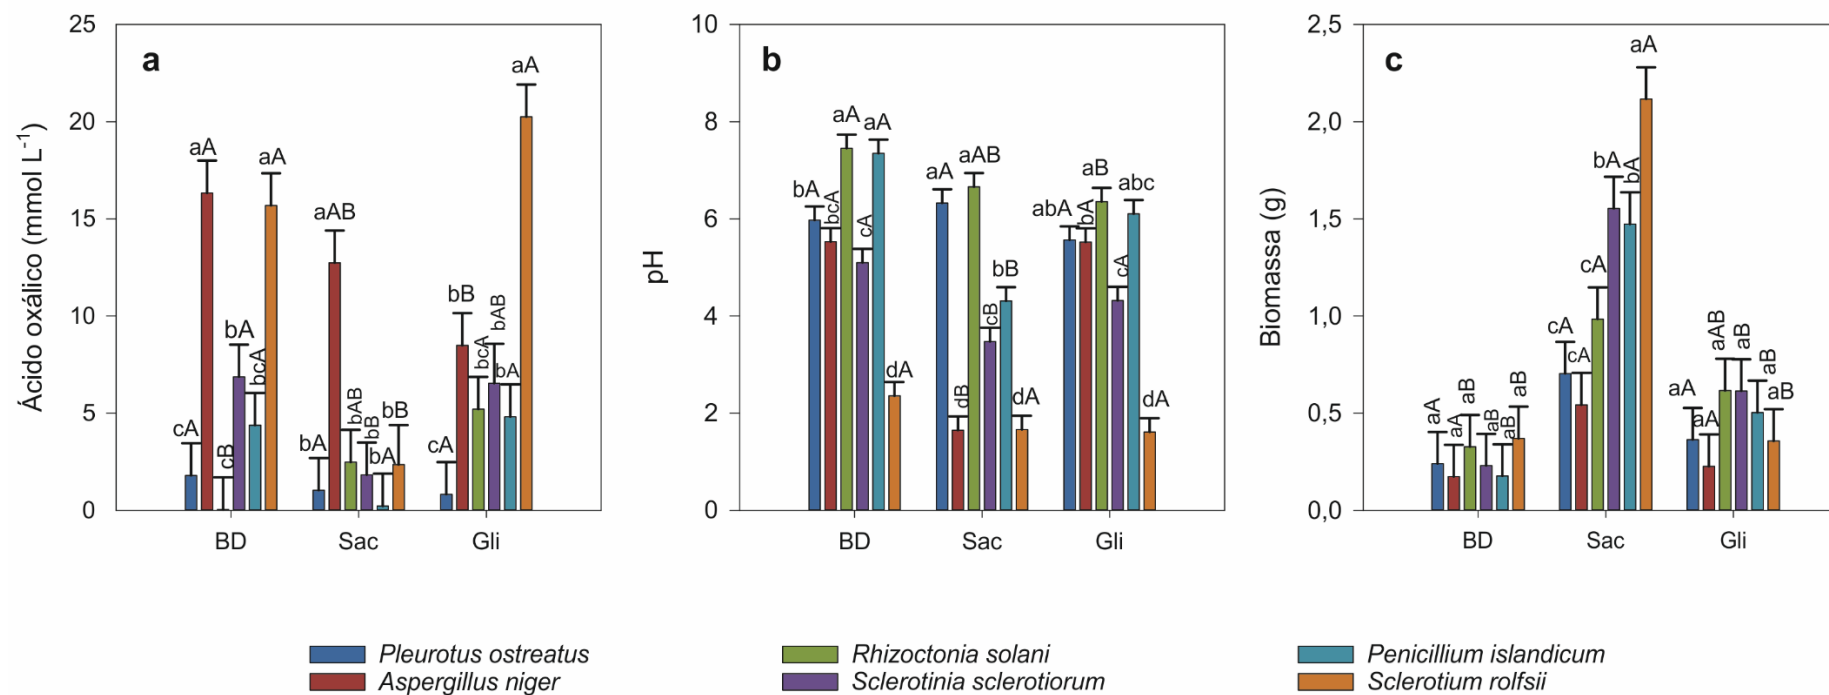 a
Ácido oxálico (mmol L⁻¹)
25
20
15
10
5
0
cA
aA
cB
bA
bcA
aA
bA
aAB
bAB
bB
bA
bB
cA
bB
bcA
bAB
bA
aA
BD Sac Gli
b
pH
10
8
6
4
2
0
bA
bcA
aA
cA
aA
dA
aA
dB
aAB
cB
bB
dA
abA
bA
aB
cA
abc
dA
BD Sac Gli
c
Biomassa (g)
2,5
2,0
1,5
1,0
0,5
0,0
aA
aA
aB
aB
aB
aB
cA
cA
cA
bA
bA
aA
aA
aA
aAB
aB
aB
aB
BD Sac Gli
Pleurotus ostreatus Rhizoctonia solani Penicillium islandicum
Aspergillus niger Sclerotinia sclerotiorum Sclerotium rolfsii